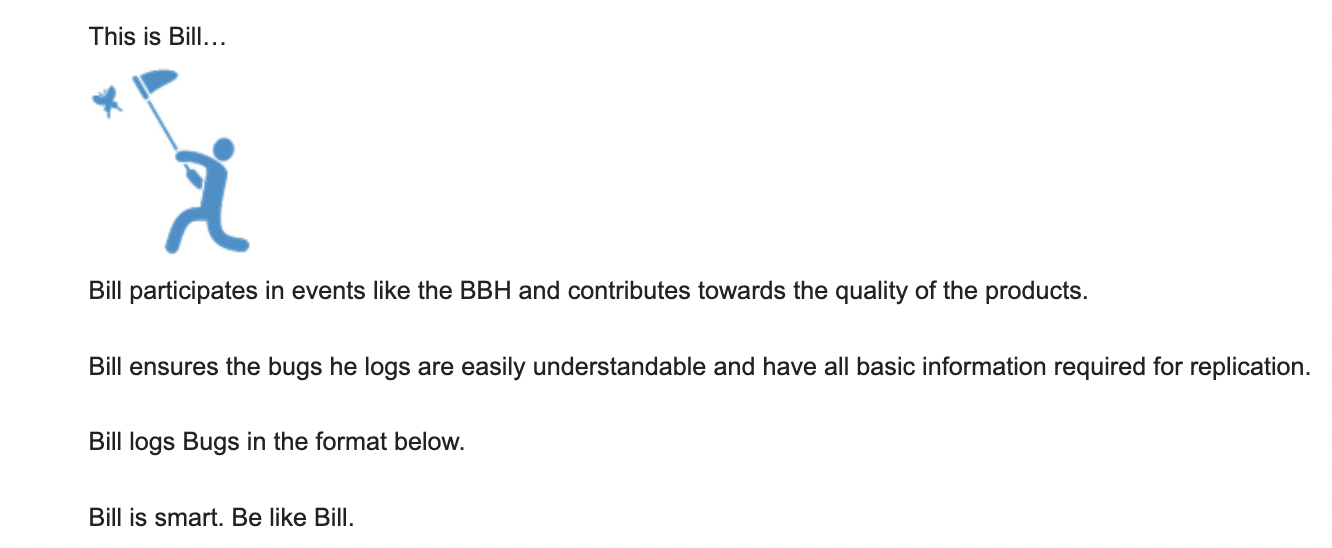 This is Bill…
Bill participates in events like the BBH and contributes towards the quality of the products.
Bill ensures the bugs he logs are easily understandable and have all basic information required for replication.
Bill logs Bugs in the format below.
Bill is smart. Be like Bill.